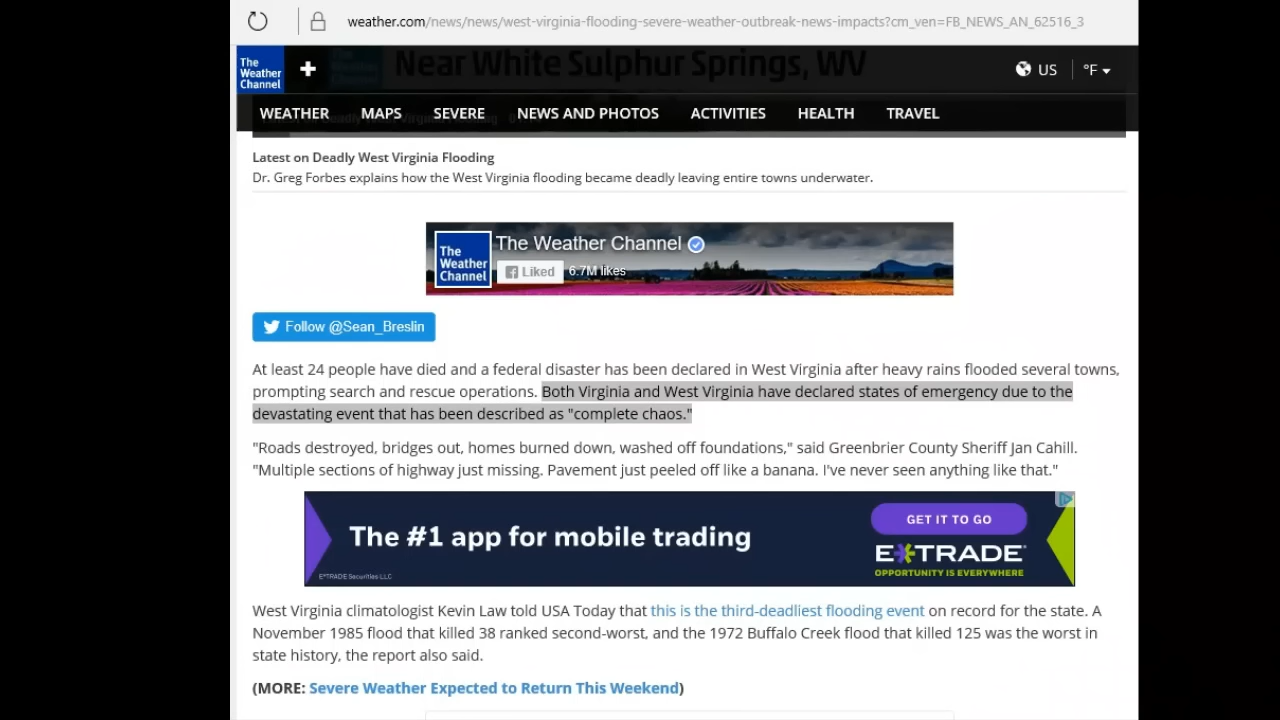 weather.com/news/news/west-virginia-flooding-severe-weather-outbreak-news-impacts?cm_ven=FB_NEWS_AN_62516_3
The
Weather
Channel
Near White Sulphur Springs, WV
US
°F
WEATHER MAPS SEVERE NEWS AND PHOTOS ACTIVITIES HEALTH TRAVEL
Latest on Deadly West Virginia Flooding
Dr. Greg Forbes explains how the West Virginia flooding became deadly leaving entire towns underwater.
The
Weather
Channel
The Weather Channel
Liked 6.7M likes
Follow @Sean_Breslin
At least 24 people have died and a federal disaster has been declared in West Virginia after heavy rains flooded several towns,
prompting search and rescue operations. Both Virginia and West Virginia have declared states of emergency due to the
devastating event that has been described as "complete chaos."
"Roads destroyed, bridges out, homes burned down, washed off foundations," said Greenbrier County Sheriff Jan Cahill.
"Multiple sections of highway just missing. Pavement just peeled off like a banana. I've never seen anything like that."
The #1 app for mobile trading
GET IT TO GO
E*TRADE
OPPORTUNITY IS EVERYWHERE
E*TRADE Securities LLC
West Virginia climatologist Kevin Law told USA Today that this is the third-deadliest flooding event on record for the state. A
November 1985 flood that killed 38 ranked second-worst, and the 1972 Buffalo Creek flood that killed 125 was the worst in
state history, the report also said.
(MORE: Severe Weather Expected to Return This Weekend)